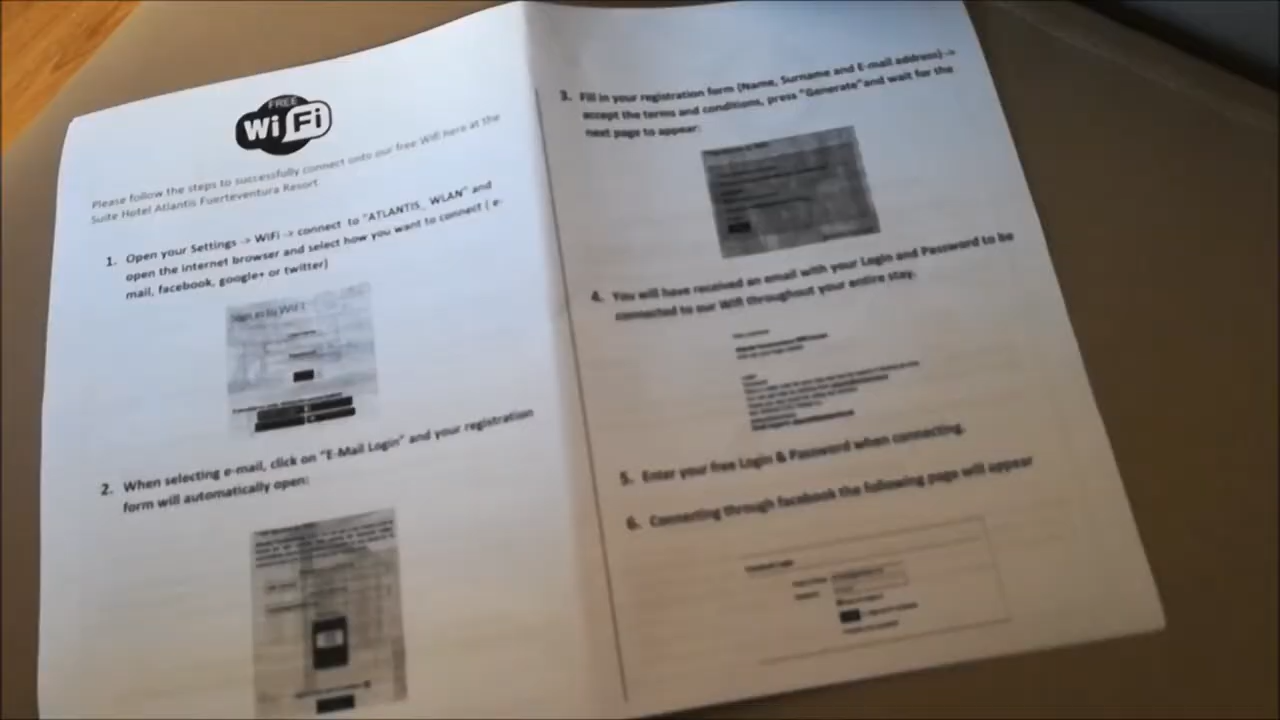 FREE
Wi Fi
Please follow the steps to successfully connect onto our free Wifi here at the
Suite Hotel Atlantis Fuerteventura Resort
1. Open your Settings -> WiFi -> connect to "ATLANTIS_ WLAN" and
open the internet browser and select how you want to connect ( e-
mail, facebook, google+ or twitter)
2. When selecting e-mail, click on "E-Mail Login" and your registration
form will automatically open:
3. Fill in your registration form (Name, Surname and E-mail address)->
accept the terms and conditions, press "Generate"and wait for the
next page to appear:
4. You will have received an email with your Login and Password to be
connected to our Wifi throughout your entire stay.
5. Enter your free Login & Password when connecting.
6. Connecting through facebook the following page will appear